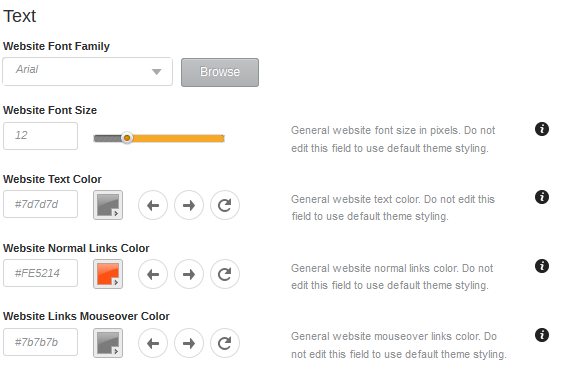 Text
Website Font Family
Arial
Browse
Website Font Size
12
General website font size in pixels. Do not
edit this field to use default theme styling.
Website Text Color
#7d7d7d
General website text color. Do not edit this
field to use default theme styling.
Website Normal Links Color
#FE5214
General website normal links color. Do not
edit this field to use default theme styling.
Website Links Mouseover Color
#7b7b7b
General website mouseover links color. Do
not edit this field to use default theme styling.